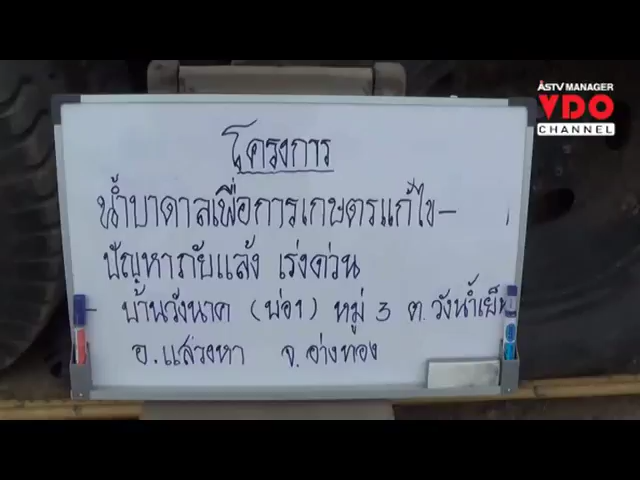 ASTV MANAGER
VDO
CHANNEL
โครงการ
น้ำบาดาลเพื่อการเกษตรแก้ไข-
ปัญหาภัยแล้ง เร่งด่วน
- บ้านวังนาค (บ่อ1) หมู่ 3 ต.วังน้ำเย็น
อ.แสวงหา จ.อ่างทอง